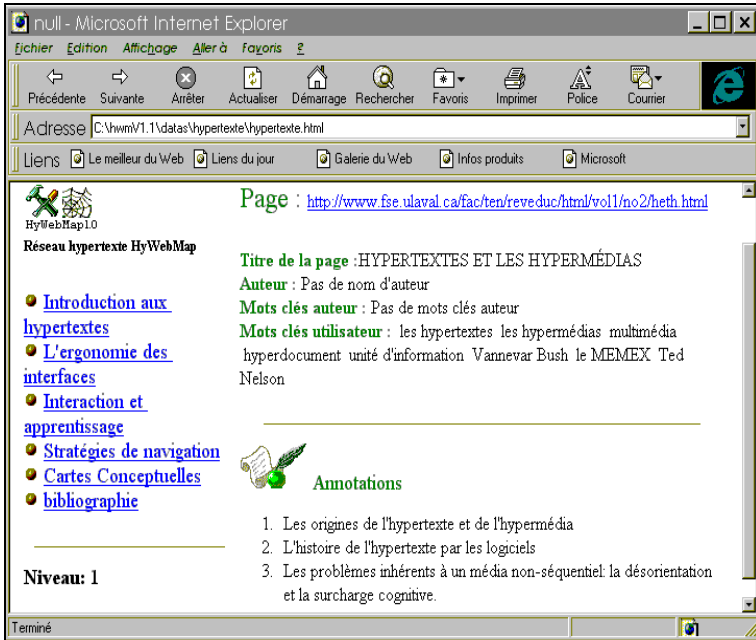 null - Microsoft Internet Explorer
Fichier Edition Affichage Aller à Favoris ?
Précédente Suivante Arrêter Actualiser Démarrage Rechercher Favoris Imprimer Police Courrier
Adresse C:\hwmV1.1\datas\hypertexte\hypertexte.html
Liens Le meilleur du Web Liens du jour Galerie du Web Infos produits Microsoft
HyWebMap1.0
Réseau hypertexte HyWebMap
Introduction aux
hypertextes
L'ergonomie des
interfaces
Interaction et
apprentissage
Stratégies de navigation
Cartes Conceptuelles
bibliographie
Niveau: 1
Page : http://www.fse.ulaval.ca/fac/ten/reveduc/html/vol1/no2/heth.html
Titre de la page :HYPERTEXTES ET LES HYPERMÉDIAS
Auteur : Pas de nom d'auteur
Mots clés auteur : Pas de mots clés auteur
Mots clés utilisateur : les hypertextes les hypermédias multimédia
hyperdocument unité d'information Vannevar Bush le MEMEX Ted
Nelson
Annotations
1. Les origines de l'hypertexte et de l'hypermédia
2. L'histoire de l'hypertexte par les logiciels
3. Les problèmes inhérents à un média non-séquentiel: la désorientation
et la surcharge cognitive.
Terminé